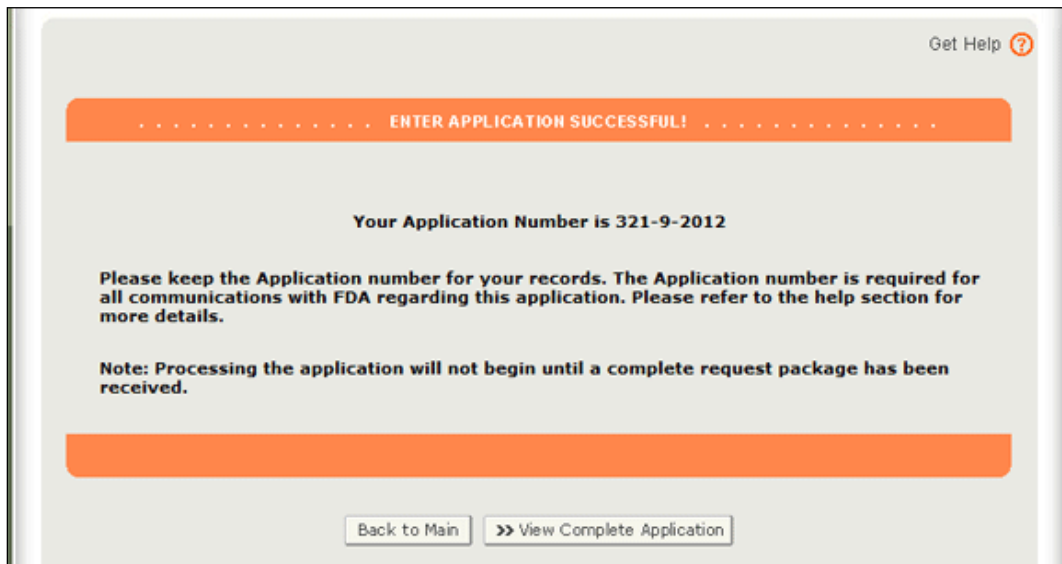 Get Help ?
. . . . . . . . . . . . . . ENTER APPLICATION SUCCESSFUL! . . . . . . . . . . . . . .
Your Application Number is 321-9-2012
Please keep the Application number for your records. The Application number is required for
all communications with FDA regarding this application. Please refer to the help section for
more details.
Note: Processing the application will not begin until a complete request package has been
received.
Back to Main >> View Complete Application